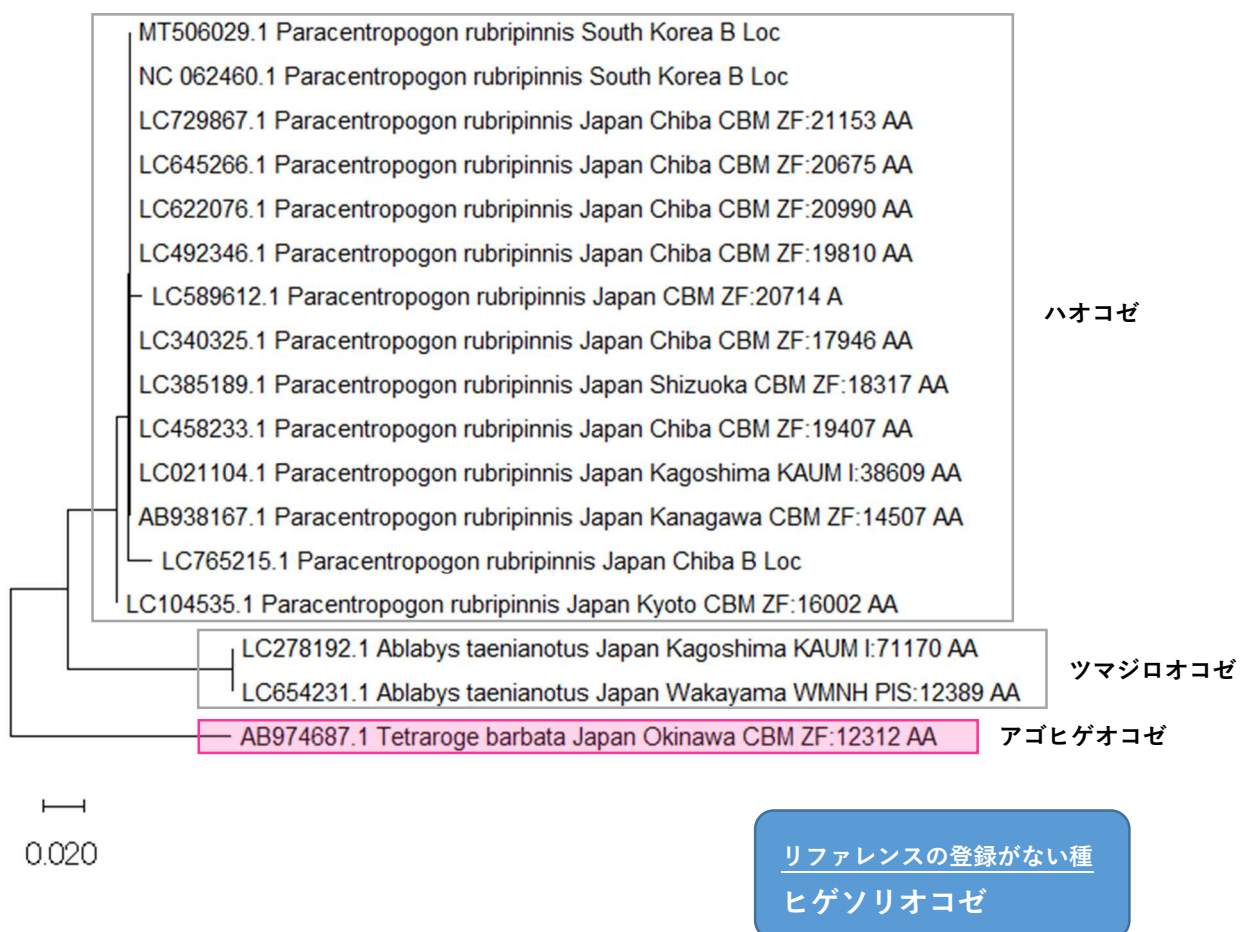 MT506029.1 Paracentropogon rubripinnis South Korea B Loc
NC 062460.1 Paracentropogon rubripinnis South Korea B Loc
LC729867.1 Paracentropogon rubripinnis Japan Chiba CBM ZF:21153 AA
LC645266.1 Paracentropogon rubripinnis Japan Chiba CBM ZF:20675 AA
LC622076.1 Paracentropogon rubripinnis Japan Chiba CBM ZF:20990 AA
LC492346.1 Paracentropogon rubripinnis Japan Chiba CBM ZF:19810 AA
LC589612.1 Paracentropogon rubripinnis Japan CBM ZF:20714 A
ハオコゼ
LC340325.1 Paracentropogon rubripinnis Japan Chiba CBM ZF:17946 AA
LC385189.1 Paracentropogon rubripinnis Japan Shizuoka CBM ZF:18317 AA
LC458233.1 Paracentropogon rubripinnis Japan Chiba CBM ZF:19407 AA
LC021104.1 Paracentropogon rubripinnis Japan Kagoshima KAUM I:38609 AA
AB938167.1 Paracentropogon rubripinnis Japan Kanagawa CBM ZF:14507 AA
LC765215.1 Paracentropogon rubripinnis Japan Chiba B Loc
LC104535.1 Paracentropogon rubripinnis Japan Kyoto CBM ZF:16002 AA
LC278192.1 Ablabys taenianotus Japan Kagoshima KAUM I:71170 AA
ツマジロオコゼ
LC654231.1 Ablabys taenianotus Japan Wakayama WMNH PIS:12389 AA
AB974687.1 Tetraroge barbata Japan Okinawa CBM ZF:12312 AA
アゴヒゲオコゼ
0.020
リファレンスの登録がない種
ヒゲソリオコゼ